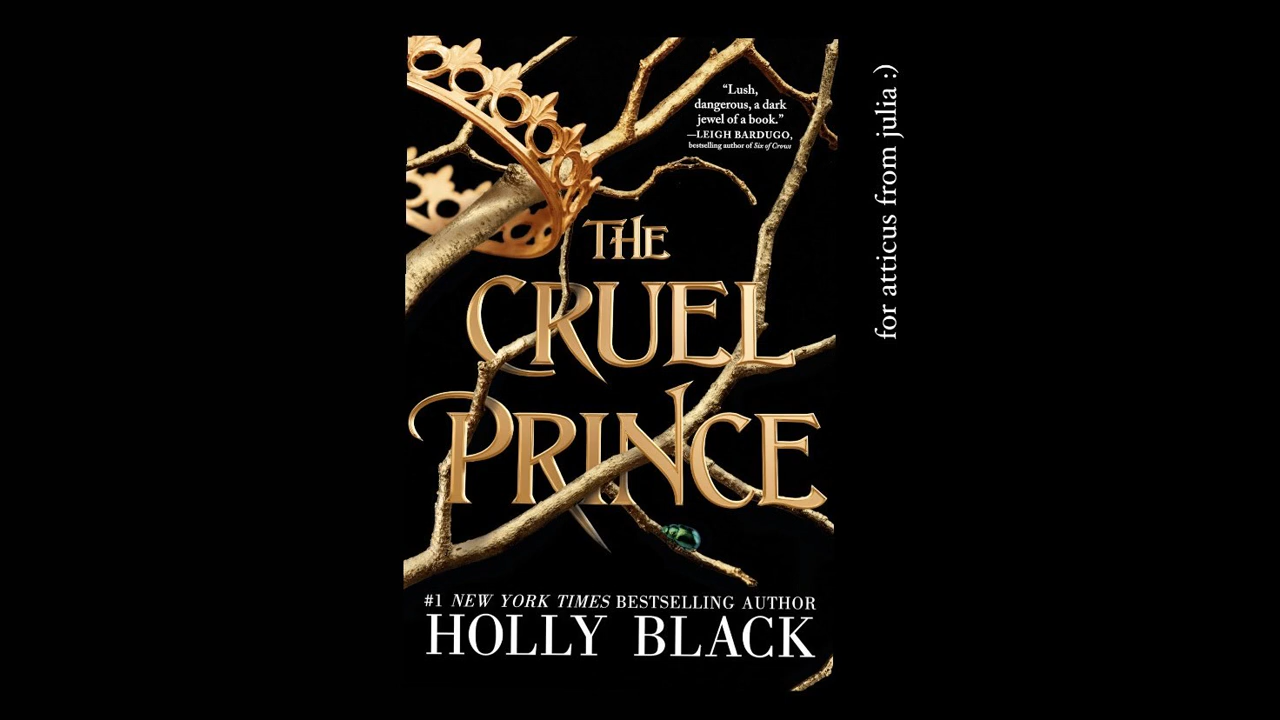 “Lush,
dangerous, a dark
jewel of a book.”
—LEIGH BARDUGO,
bestselling author of Six of Crows
THE
CRUEL
PRINCE
#1 NEW YORK TIMES BESTSELLING AUTHOR
HOLLY BLACK
for atticus from julia :)